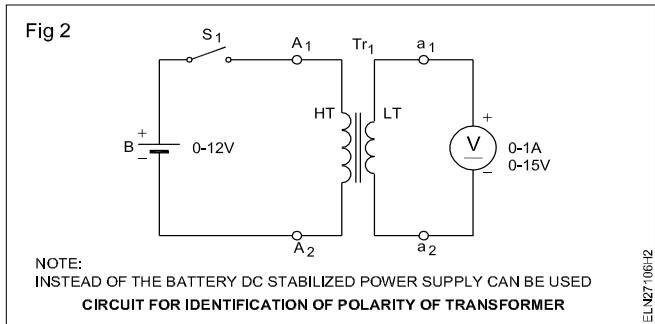 Fig 2
S1
A1
Tr1
a1
HT
LT
+
B
–
0-12V
+
V
–
0-1A
0-15V
A2
a2
NOTE:
INSTEAD OF THE BATTERY DC STABILIZED POWER SUPPLY CAN BE USED
CIRCUIT FOR IDENTIFICATION OF POLARITY OF TRANSFORMER
ELN27106H2